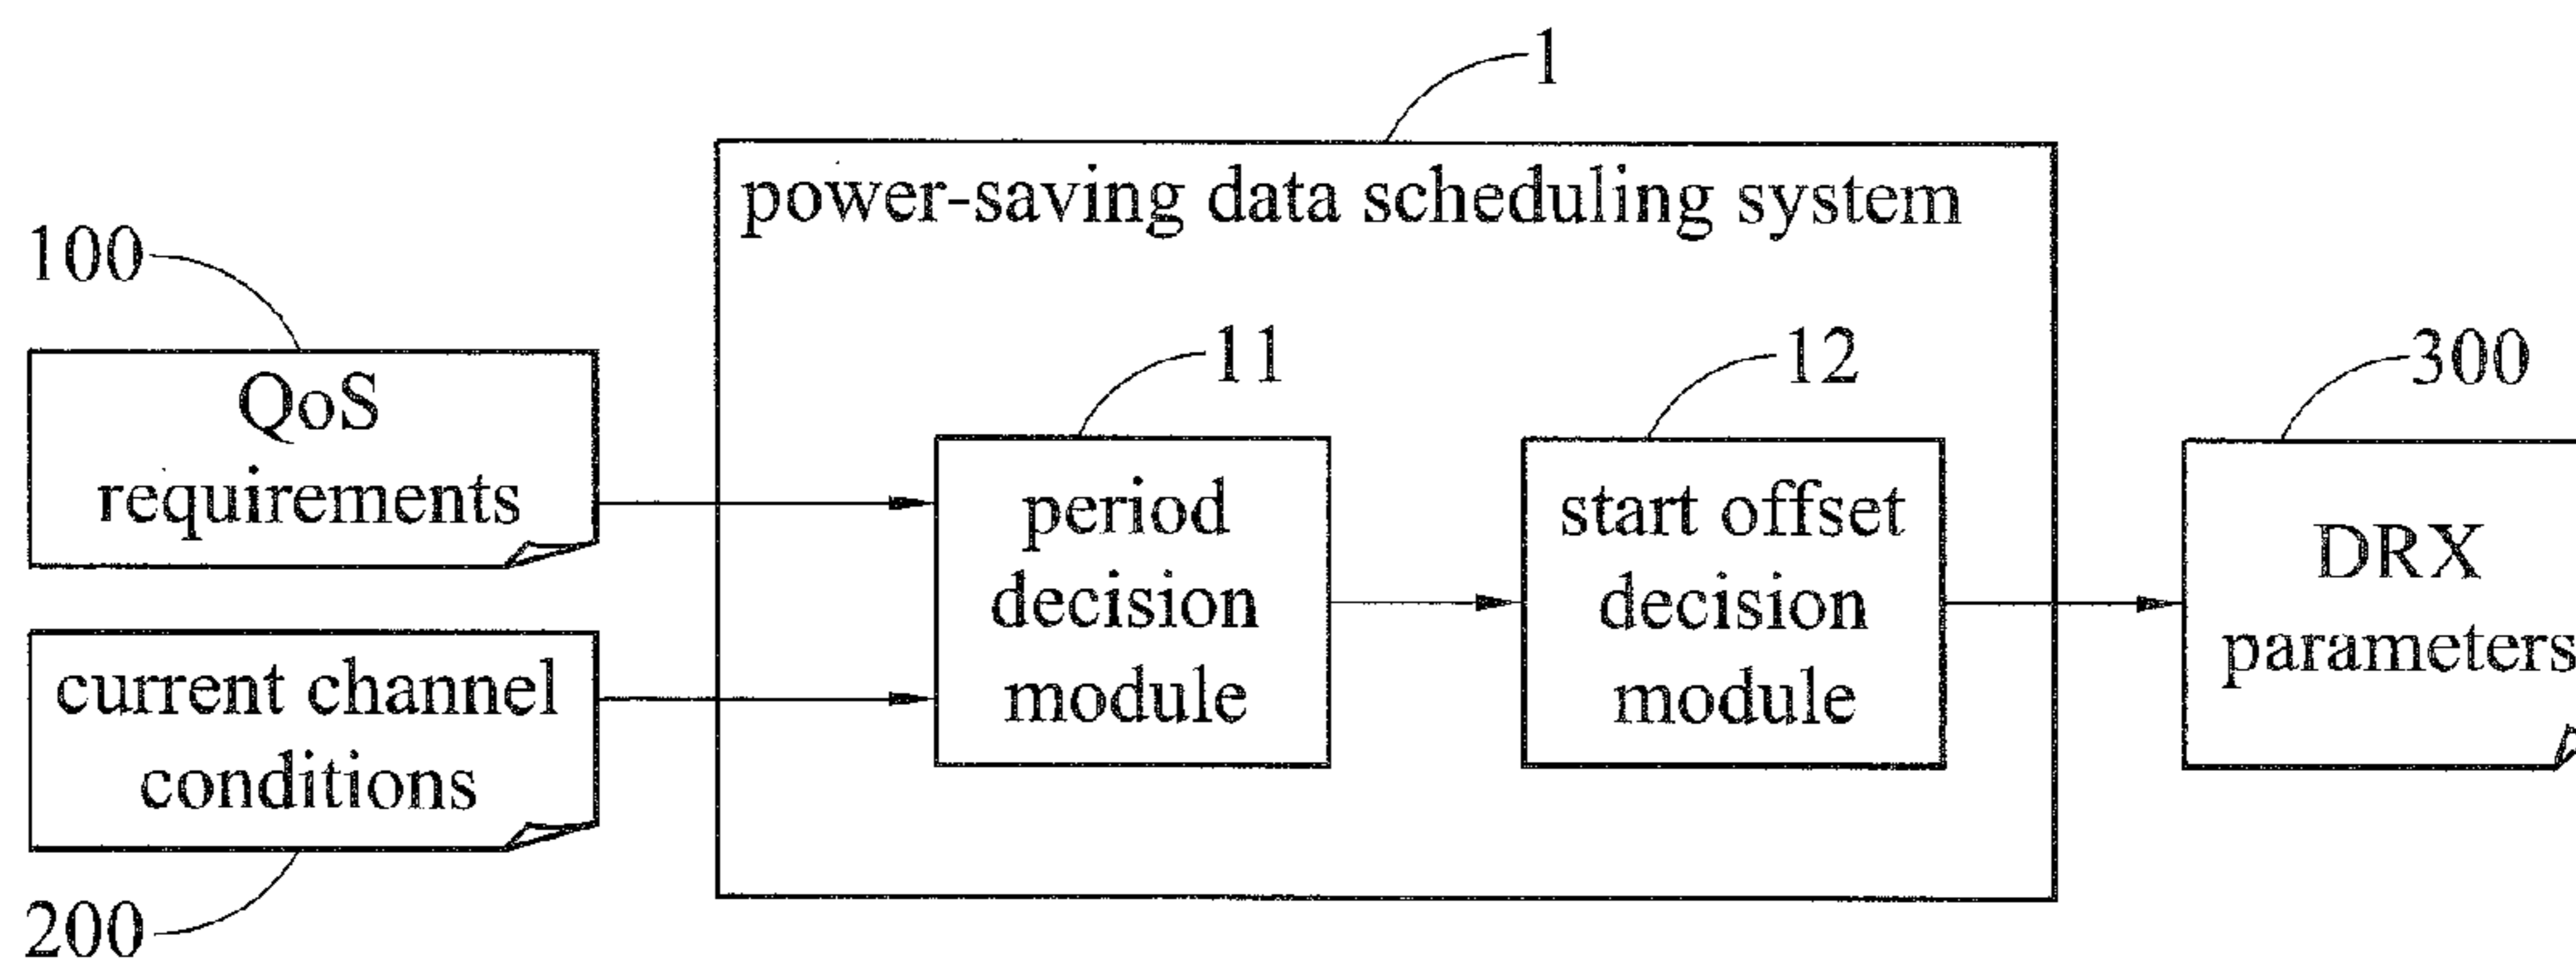 1
power-saving data scheduling system
100
QoS
requirements
11
period
decision
module
12
start offset
decision
module
300
DRX
parameters
current channel
conditions
200